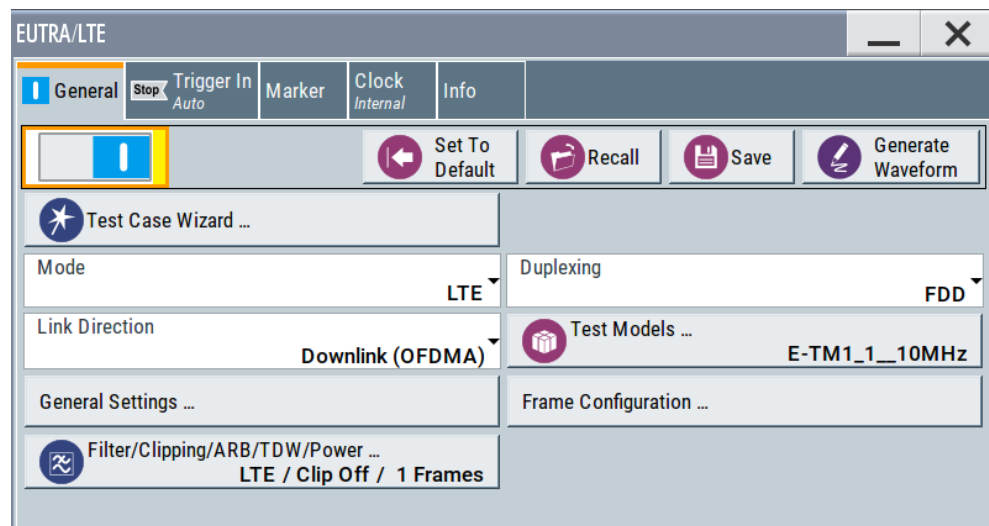 EUTRA/LTE
General
Stop
Trigger In
Auto
Marker
Clock
Internal
Info
Set To
Default
Recall
Save
Generate
Waveform
Test Case Wizard ...
Mode
LTE
Duplexing
FDD
Link Direction
Downlink (OFDMA)
Test Models ...
E-TM1_1__10MHz
General Settings ...
Frame Configuration ...
Filter/Clipping/ARB/TDW/Power ...
LTE / Clip Off / 1 Frames